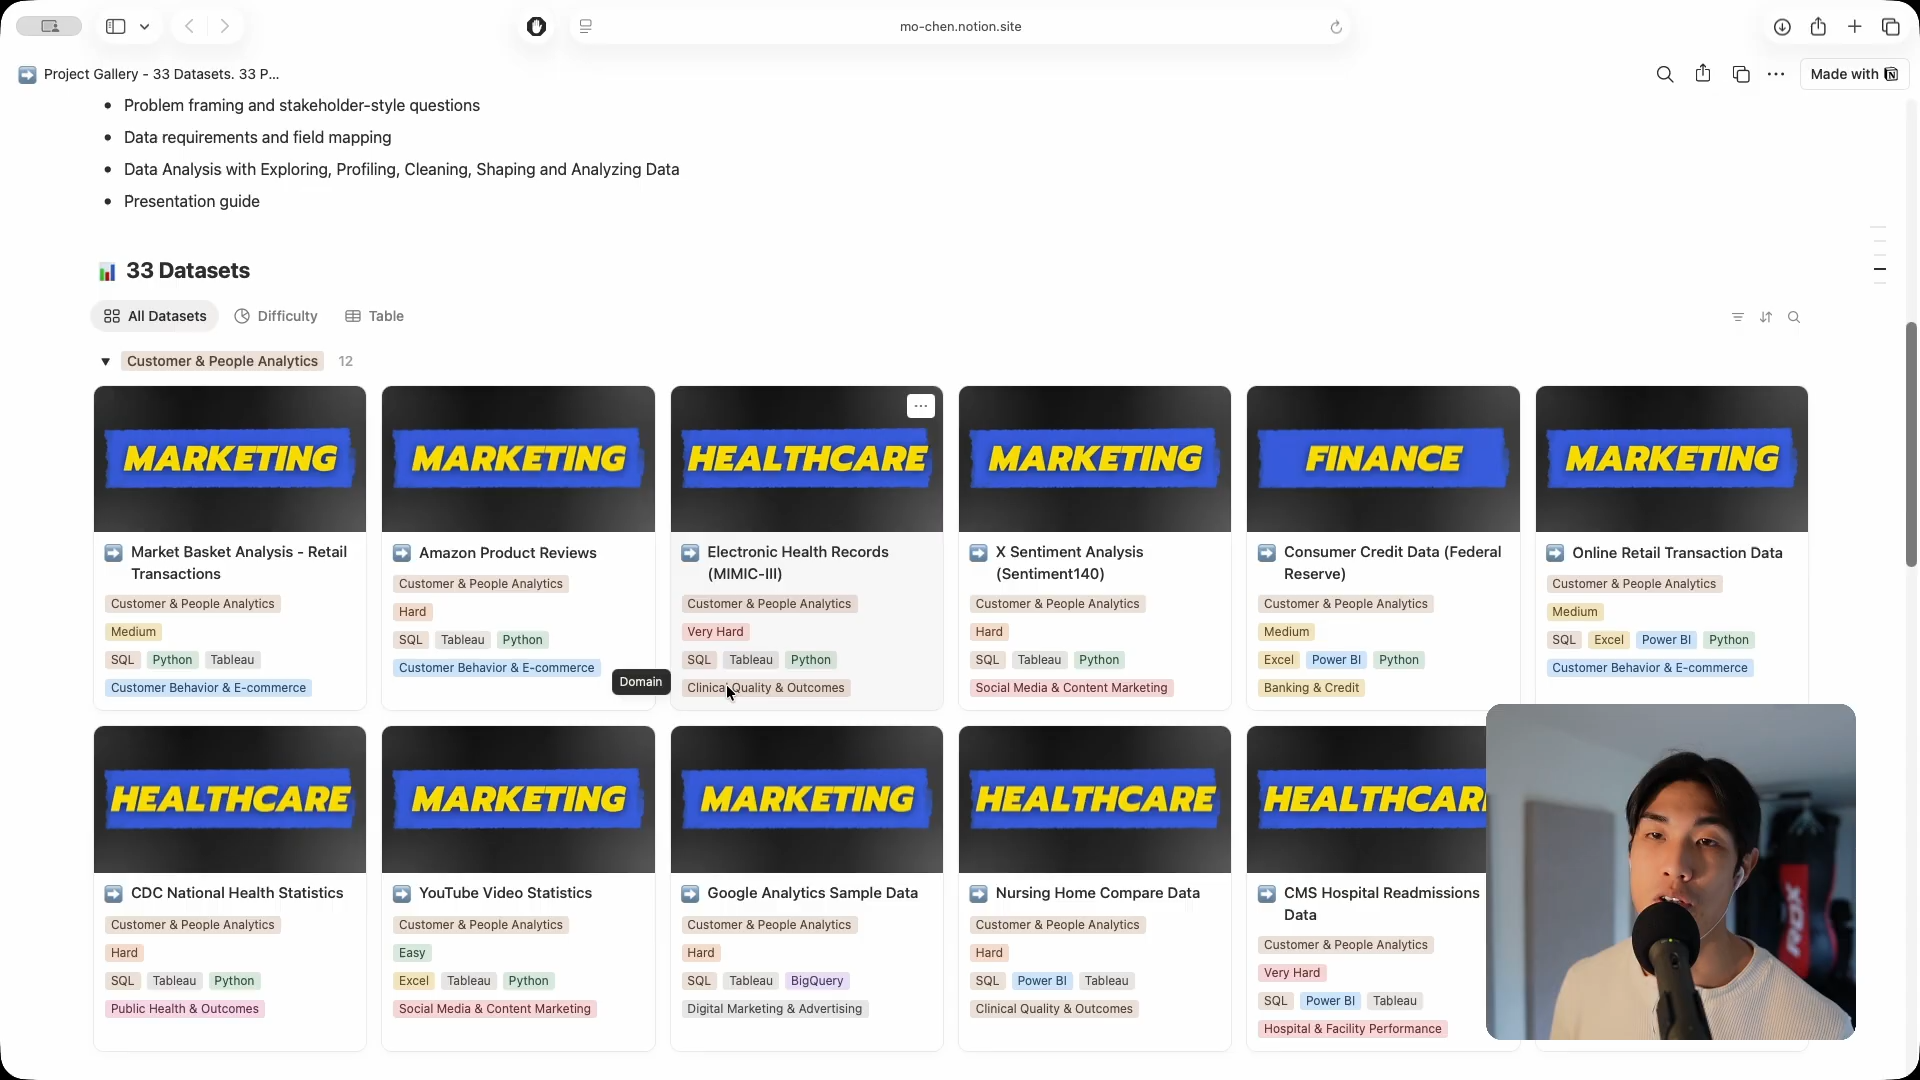 mo-chen.notion.site
Project Gallery - 33 Datasets. 33 P...
Made with
Problem framing and stakeholder-style questions
Data requirements and field mapping
Data Analysis with Exploring, Profiling, Cleaning, Shaping and Analyzing Data
Presentation guide
33 Datasets
All Datasets Difficulty Table
Customer & People Analytics 12
MARKETING
Market Basket Analysis - Retail
Transactions
Customer & People Analytics
Medium
SQL Python Tableau
Customer Behavior & E-commerce
MARKETING
Amazon Product Reviews
Customer & People Analytics
Hard
SQL Tableau Python
Customer Behavior & E-commerce
Domain
HEALTHCARE
Electronic Health Records
(MIMIC-III)
Customer & People Analytics
Very Hard
SQL Tableau Python
Clinical Quality & Outcomes
MARKETING
X Sentiment Analysis
(Sentiment140)
Customer & People Analytics
Hard
SQL Tableau Python
Social Media & Content Marketing
FINANCE
Consumer Credit Data (Federal
Reserve)
Customer & People Analytics
Medium
Excel Power BI Python
Banking & Credit
MARKETING
Online Retail Transaction Data
Customer & People Analytics
Medium
SQL Excel Power BI Python
Customer Behavior & E-commerce
HEALTHCARE
CDC National Health Statistics
Customer & People Analytics
Hard
SQL Tableau Python
Public Health & Outcomes
MARKETING
YouTube Video Statistics
Customer & People Analytics
Easy
Excel Tableau Python
Social Media & Content Marketing
MARKETING
Google Analytics Sample Data
Customer & People Analytics
Hard
SQL Tableau BigQuery
Digital Marketing & Advertising
HEALTHCARE
Nursing Home Compare Data
Customer & People Analytics
Hard
SQL Power BI Tableau
Clinical Quality & Outcomes
HEALTHCAR
CMS Hospital Readmissions
Data
Customer & People Analytics
Very Hard
SQL Power BI Tableau
Hospital & Facility Performance
RDX